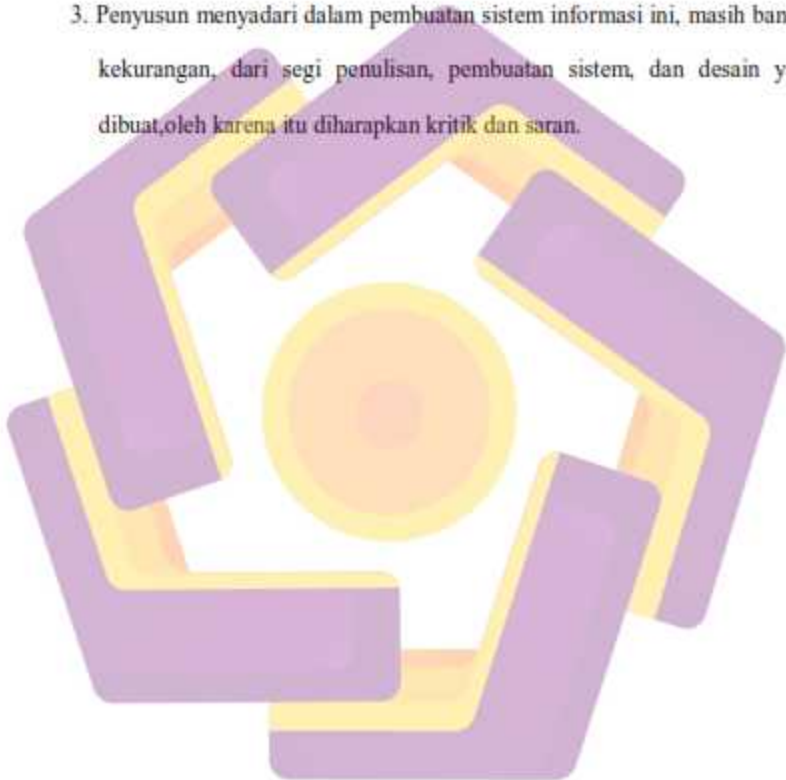 3. Penyusun menyadari dalam pembuatan sistem informasi ini, masih ban
kekurangan, dari segi penulisan, pembuatan sistem, dan desain y
dibuat,oleh karena itu diharapkan kritik dan saran.